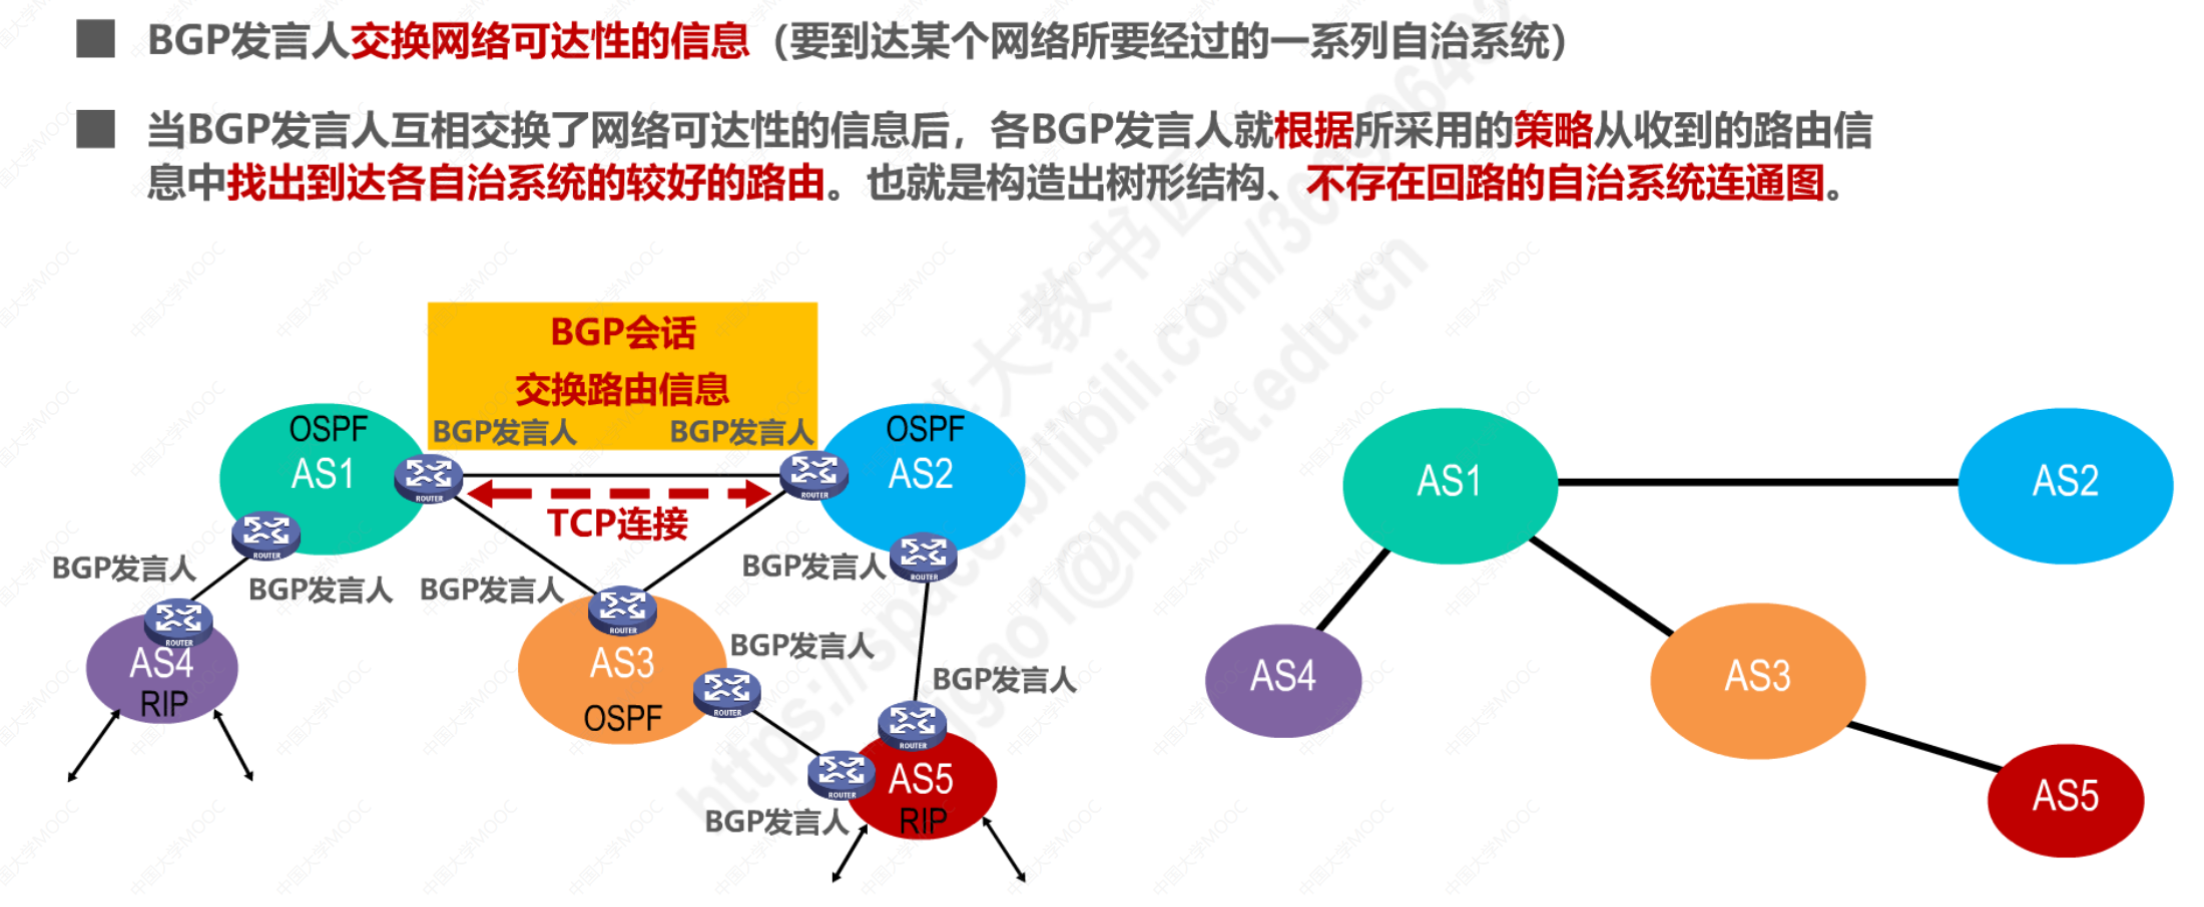 BGP发言人交换网络可达性的信息（要到达某个网络所要经过的一系列自治系统）
当BGP发言人互相交换了网络可达性的信息后，各BGP发言人就根据所采用的策略从收到的路由信
息中找出到达各自治系统的较好的路由。也就是构造出树形结构、不存在回路的自治系统连通图。
BGP会话
交换路由信息
BGP发言人
BGP发言人
OSPF
AS1
OSPF
AS2
ROUTER
ROUTER
TCP连接
ROUTER
BGP发言人
BGP发言人
BGP发言人
BGP发言人
ROUTER
ROUTER
AS4
RIP
ROUTER
AS3
OSPF
BGP发言人
ROUTER
BGP发言人
ROUTER
ROUTER
AS5
RIP
BGP发言人
AS1
AS2
AS4
AS3
AS5
中国大学MOOC